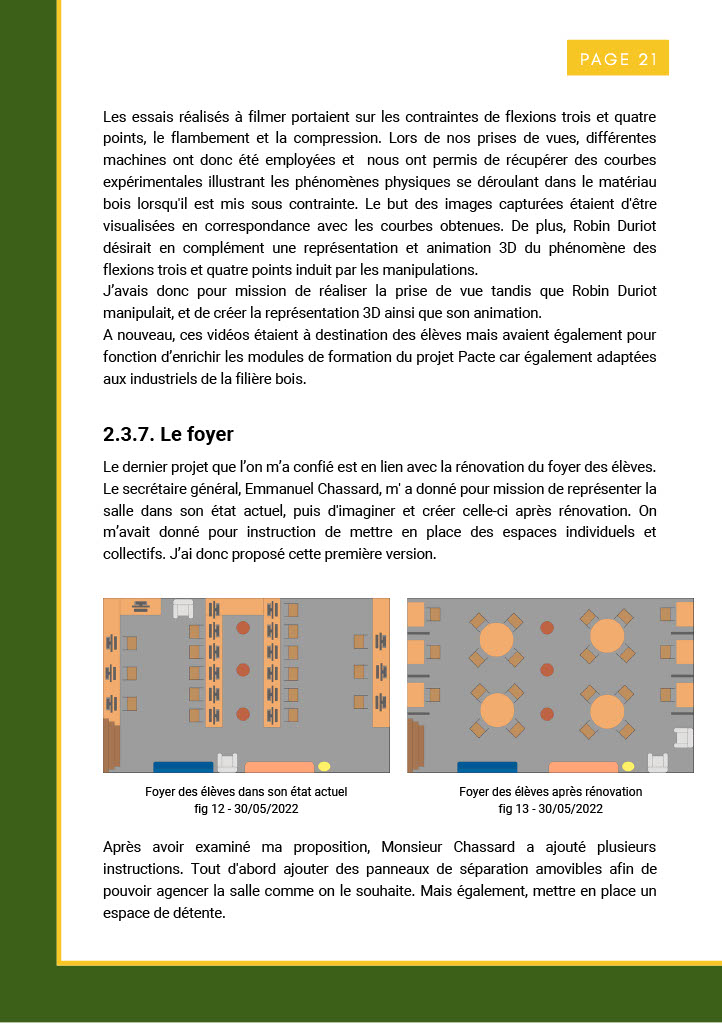 PAGE 21
Les essais réalisés à filmer portaient sur les contraintes de flexions trois et quatre
points, le flambement et la compression. Lors de nos prises de vues, différentes
machines ont donc été employées et  nous ont permis de récupérer des courbes
expérimentales illustrant les phénomènes physiques se déroulant dans le matériau
bois lorsqu'il est mis sous contrainte. Le but des images capturées étaient d'être
visualisées en correspondance avec les courbes obtenues. De plus, Robin Duriot
désirait en complément une représentation et animation 3D du phénomène des
flexions trois et quatre points induit par les manipulations.
J’avais donc pour mission de réaliser la prise de vue tandis que Robin Duriot
manipulait, et de créer la représentation 3D ainsi que son animation.
A nouveau, ces vidéos étaient à destination des élèves mais avaient également pour
fonction d’enrichir les modules de formation du projet Pacte car également adaptées
aux industriels de la filière bois.
2.3.7. Le foyer
Le dernier projet que l’on m’a confié est en lien avec la rénovation du foyer des élèves.
Le secrétaire général, Emmanuel Chassard, m' a donné pour mission de représenter la
salle dans son état actuel, puis d'imaginer et créer celle-ci après rénovation. On
m’avait donné pour instruction de mettre en place des espaces individuels et
collectifs. J’ai donc proposé cette première version.
Foyer des élèves dans son état actuel
fig 12 - 30/05/2022
Foyer des élèves après rénovation
fig 13 - 30/05/2022
Après avoir examiné ma proposition, Monsieur Chassard a ajouté plusieurs
instructions. Tout d'abord ajouter des panneaux de séparation amovibles afin de
pouvoir agencer la salle comme on le souhaite. Mais également, mettre en place un
espace de détente.